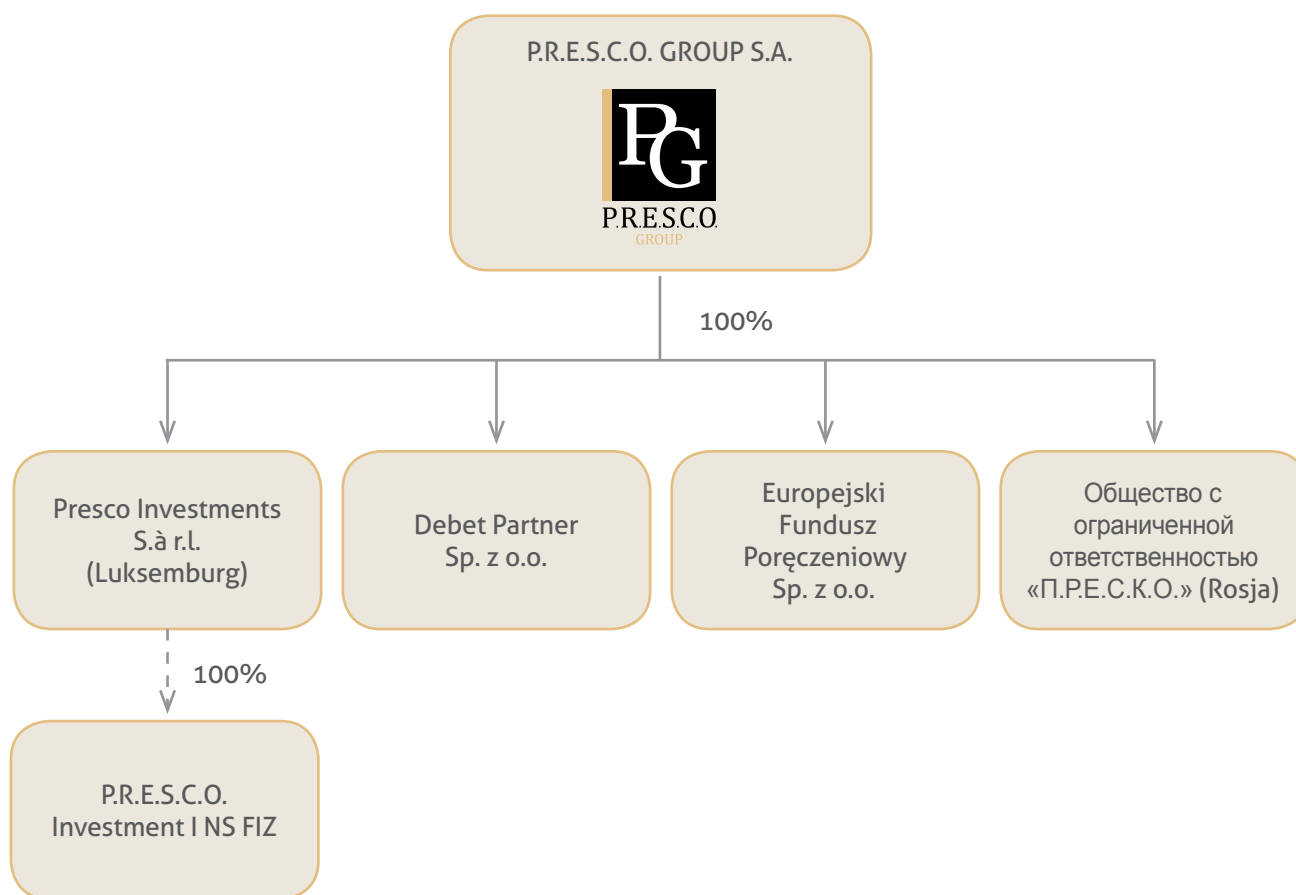 P.R.E.S.C.O. GROUP S.A.
PG
P.R.E.S.C.O.
GROUP
100%
Presco Investments
S.à r.l.
(Luksemburg)
Debet Partner
Sp. z o.o.
Europejski
Fundusz
Poręczeniowy
Sp. z o.o.
Общество с
ограниченной
ответственностью
«П.Р.Е.С.К.О.» (Rosja)
100%
P.R.E.S.C.O.
Investment I NS FIZ